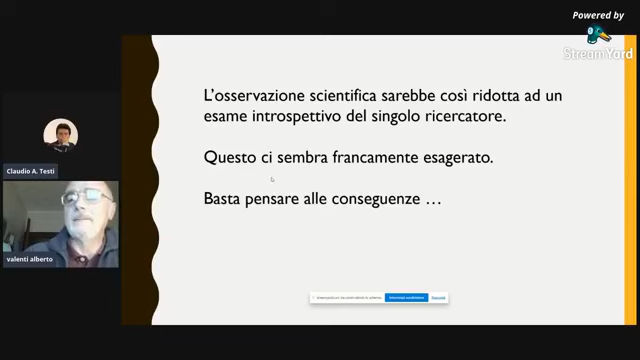 Powered by
StreamYard
L'osservazione scientifica sarebbe così ridotta ad un
esame introspettivo del singolo ricercatore.
Questo ci sembra francamente esagerato.
Basta pensare alle conseguenze …
Claudio A. Testi
valenti alberto